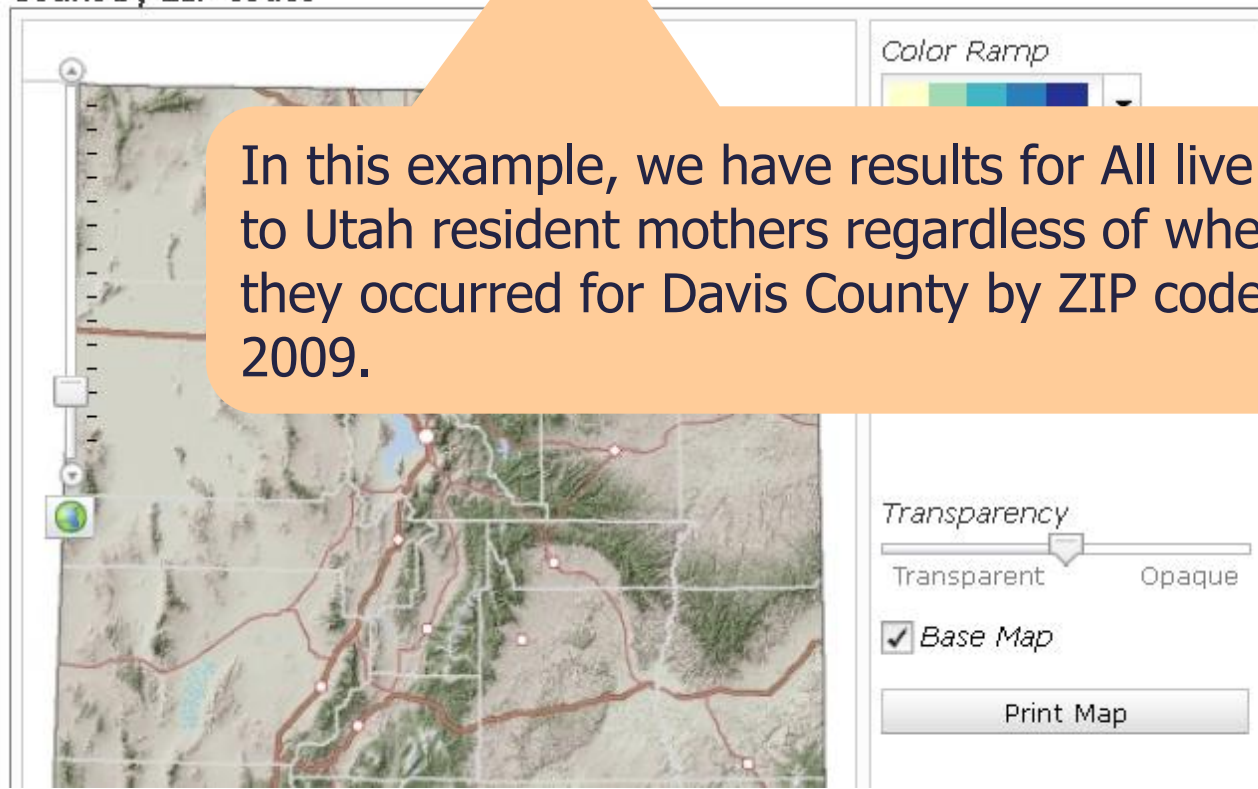 Color Ramp
In this example, we have results for All live
to Utah resident mothers regardless of whe
they occurred for Davis County by ZIP code
2009.
Transparency
Transparent Opaque
Base Map
Print Map